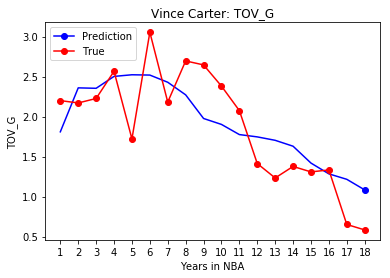 Vince Carter: TOV_G
Prediction
True
3.0
2.5
2.0
1.5
1.0
0.5
TOV_G
1 2 3 4 5 6 7 8 9 10 11 12 13 14 15 16 17 18
Years in NBA